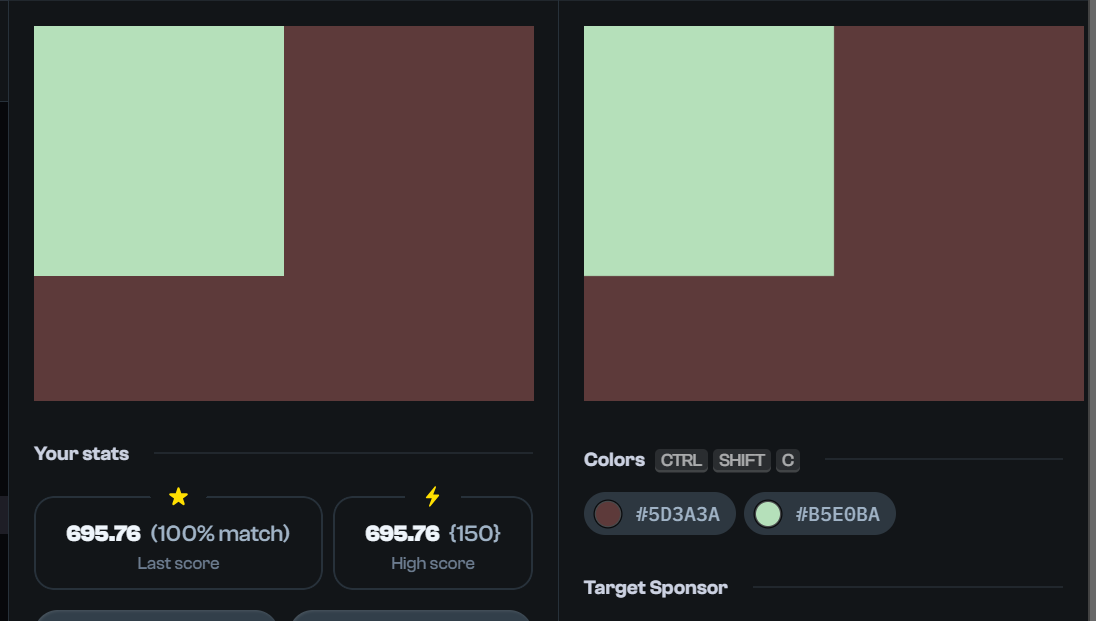 Your stats
695.76 (100% match)
Last score
695.76 {150}
High score
Colors CTRL SHIFT C
#5D3A3A
#B5E0BA
Target Sponsor